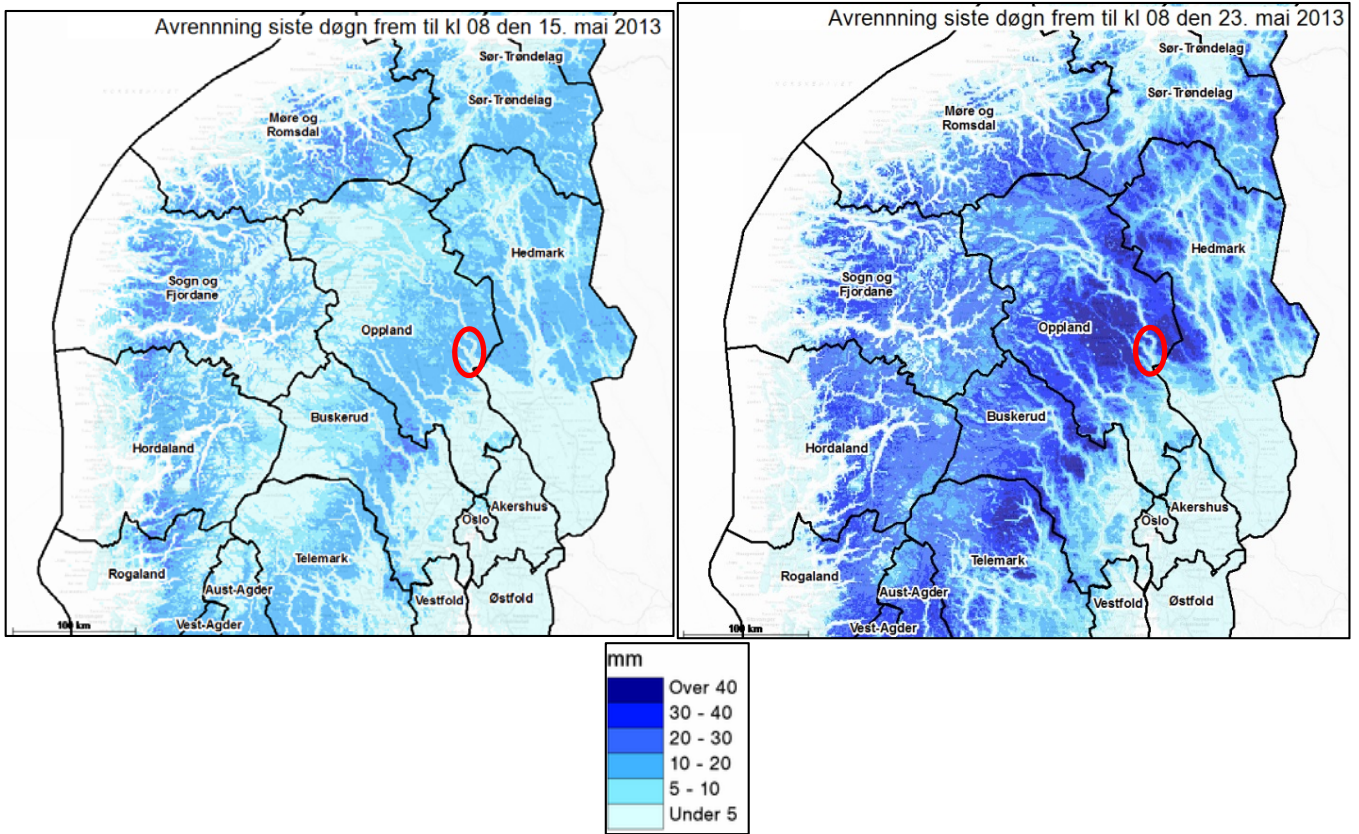 Avrennning siste døgn frem til kl 08 den 15. mai 2013
Sør-Trøndelag
Sør-Trøndelag
Møre og
Romsdal
Hedmark
Sogn og
Fjordane
Oppland
Buskerud
Hordaland
Akershus
Oslo
Telemark
Rogaland
Aust-Agder
Vestfold
Østfold
Vest-Agder
100 km
Avrennning siste døgn frem til kl 08 den 23. mai 2013
Sør-Trøndelag
Sør-Trøndelag
Møre og
Romsdal
Hedmark
Sogn og
Fjordane
Oppland
Buskerud
Hordaland
Akershus
Oslo
Telemark
Rogaland
Aust-Agder
Vestfold
Østfold
Vest-Agder
100 km
mm
Over 40
30 - 40
20 - 30
10 - 20
5 - 10
Under 5